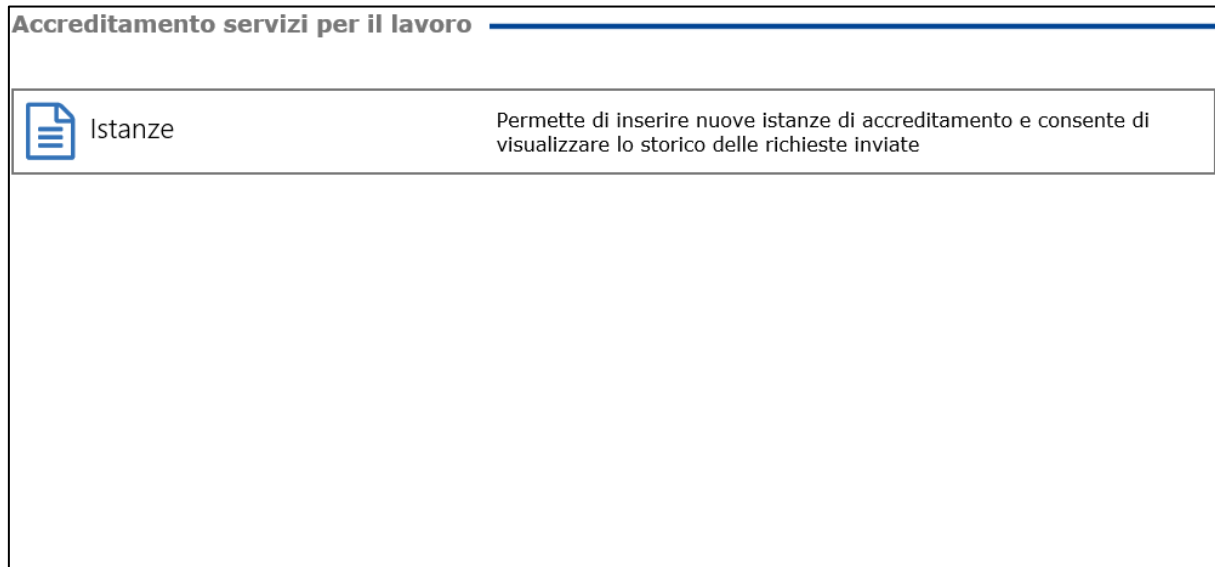 Accreditamento servizi per il lavoro
Istanze
Permette di inserire nuove istanze di accreditamento e consente di
visualizzare lo storico delle richieste inviate